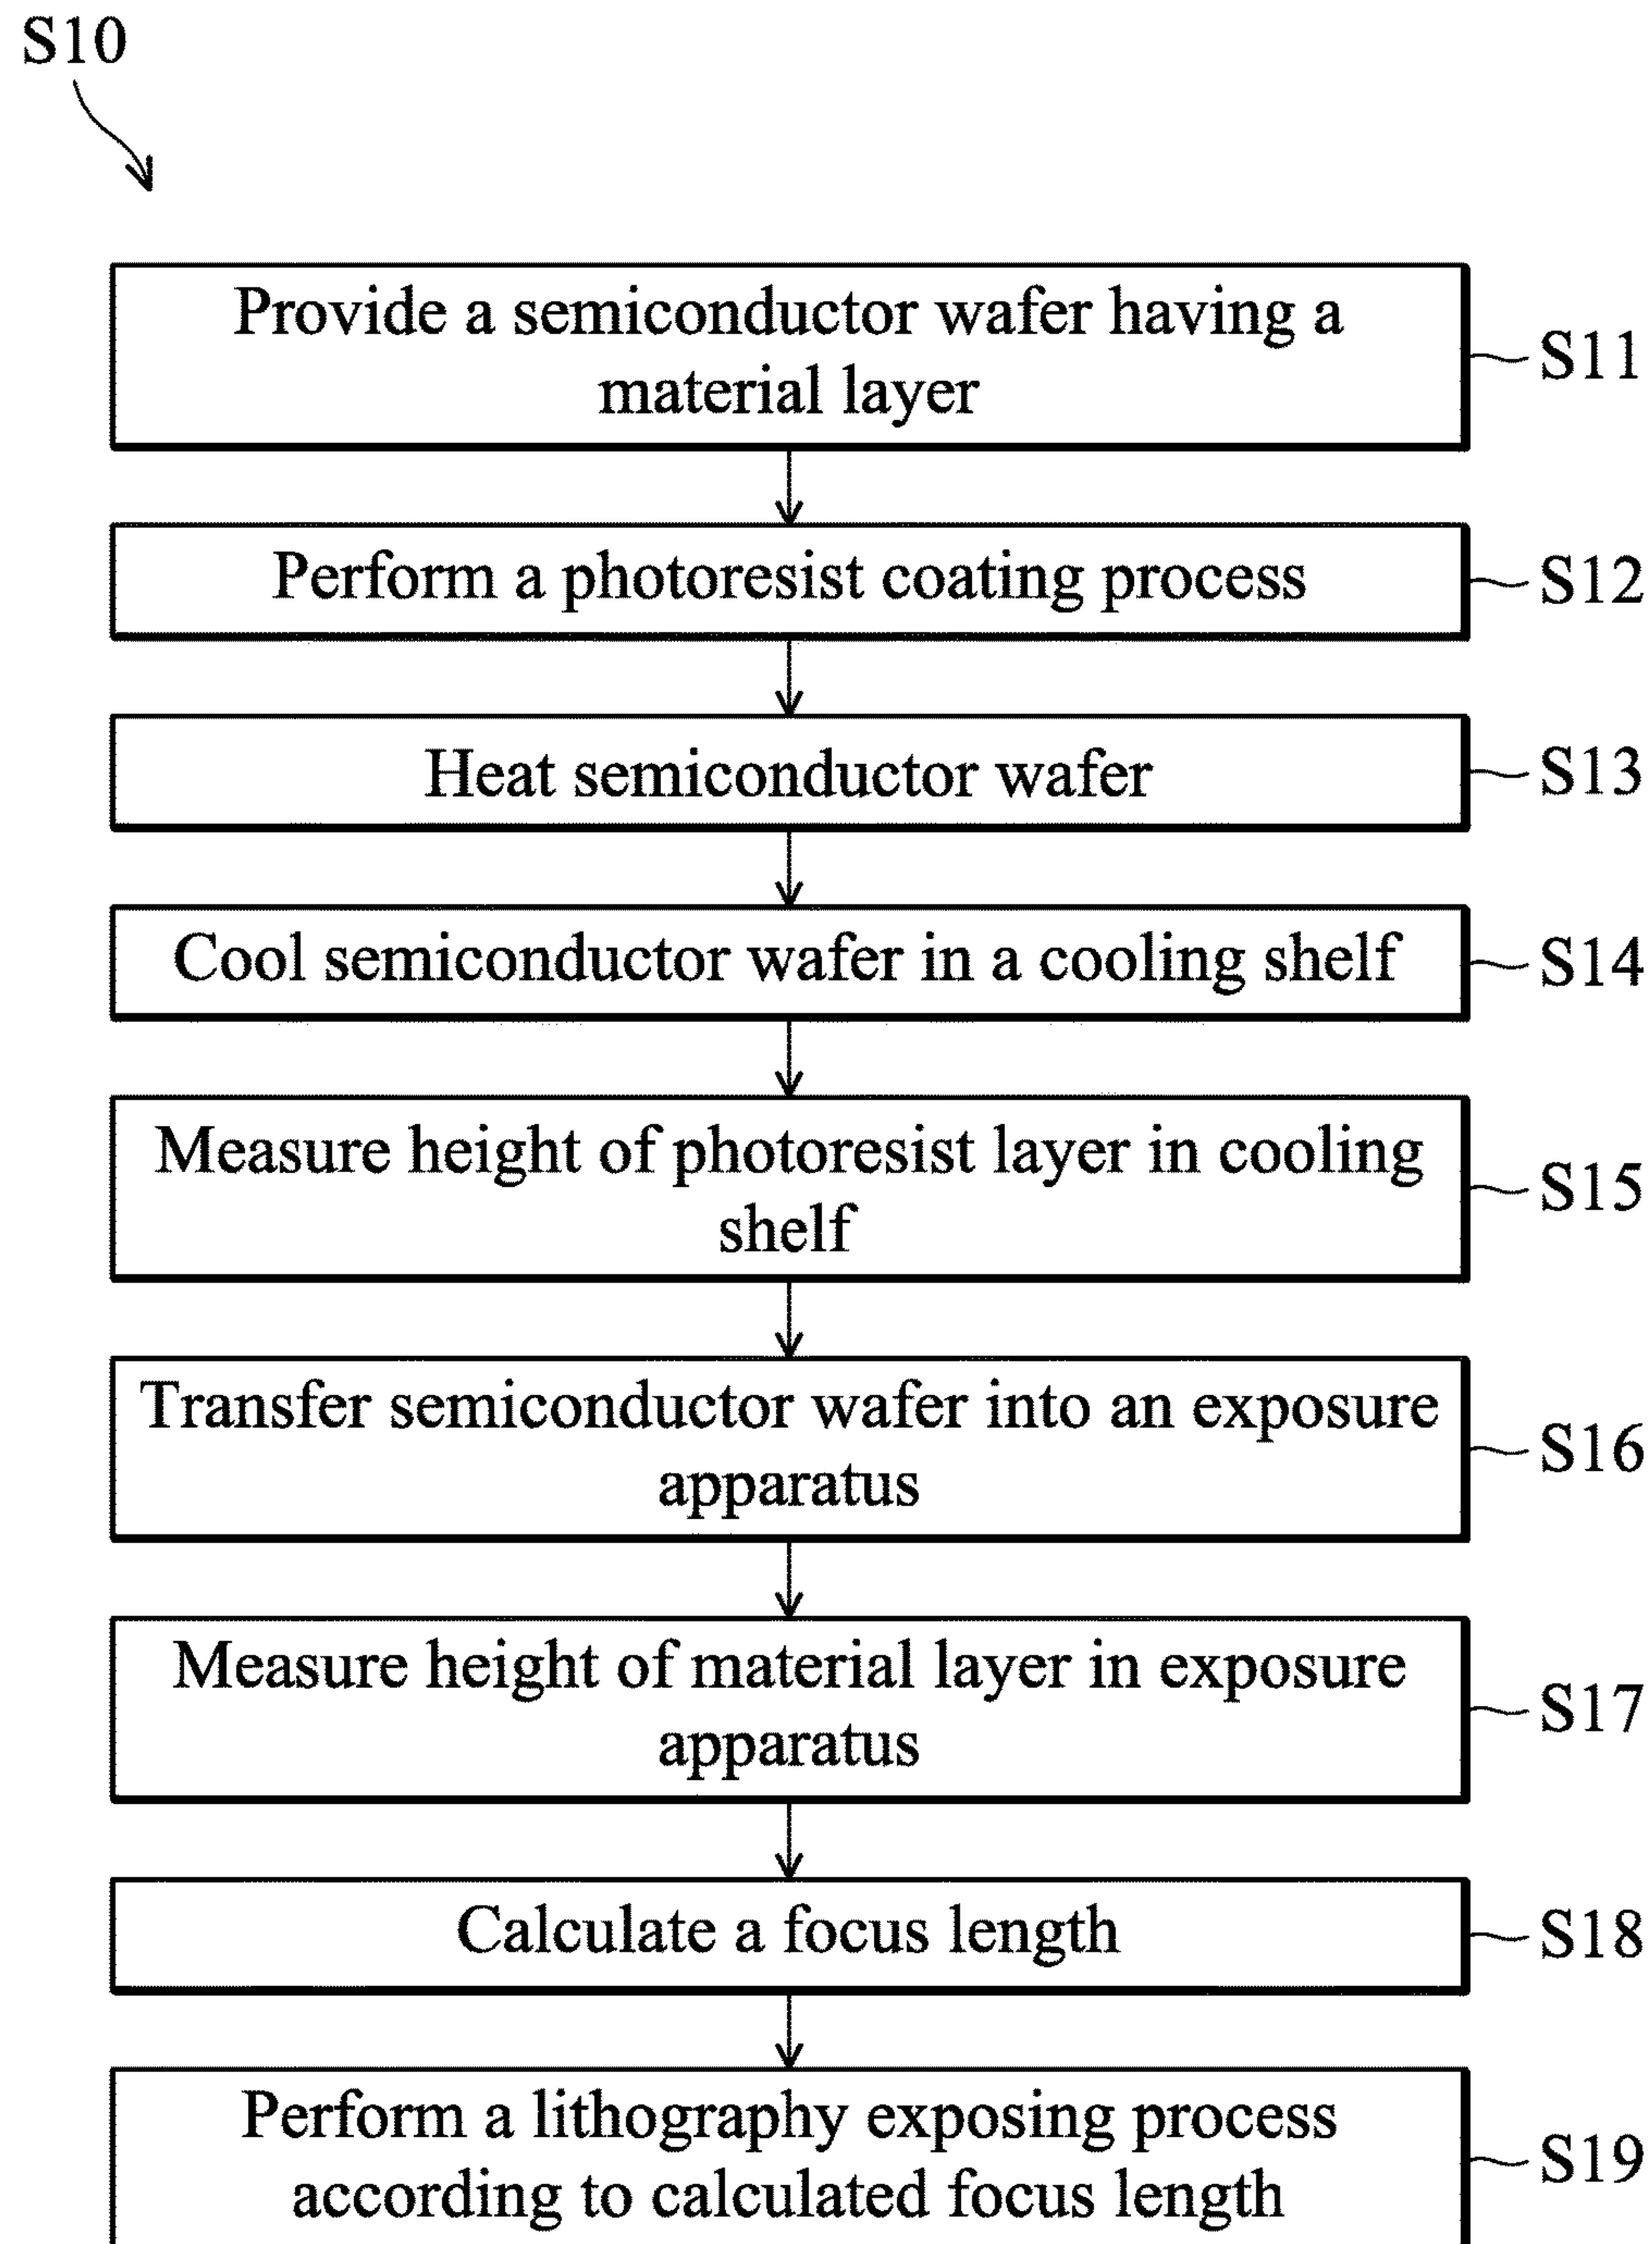 S10
Provide a semiconductor wafer having a
material layer
S11
Perform a photoresist coating process
S12
Heat semiconductor wafer
S13
Cool semiconductor wafer in a cooling shelf
S14
Measure height of photoresist layer in cooling
shelf
S15
Transfer semiconductor wafer into an exposure
apparatus
S16
Measure height of material layer in exposure
apparatus
S17
Calculate a focus length
S18
Perform a lithography exposing process
according to calculated focus length
S19